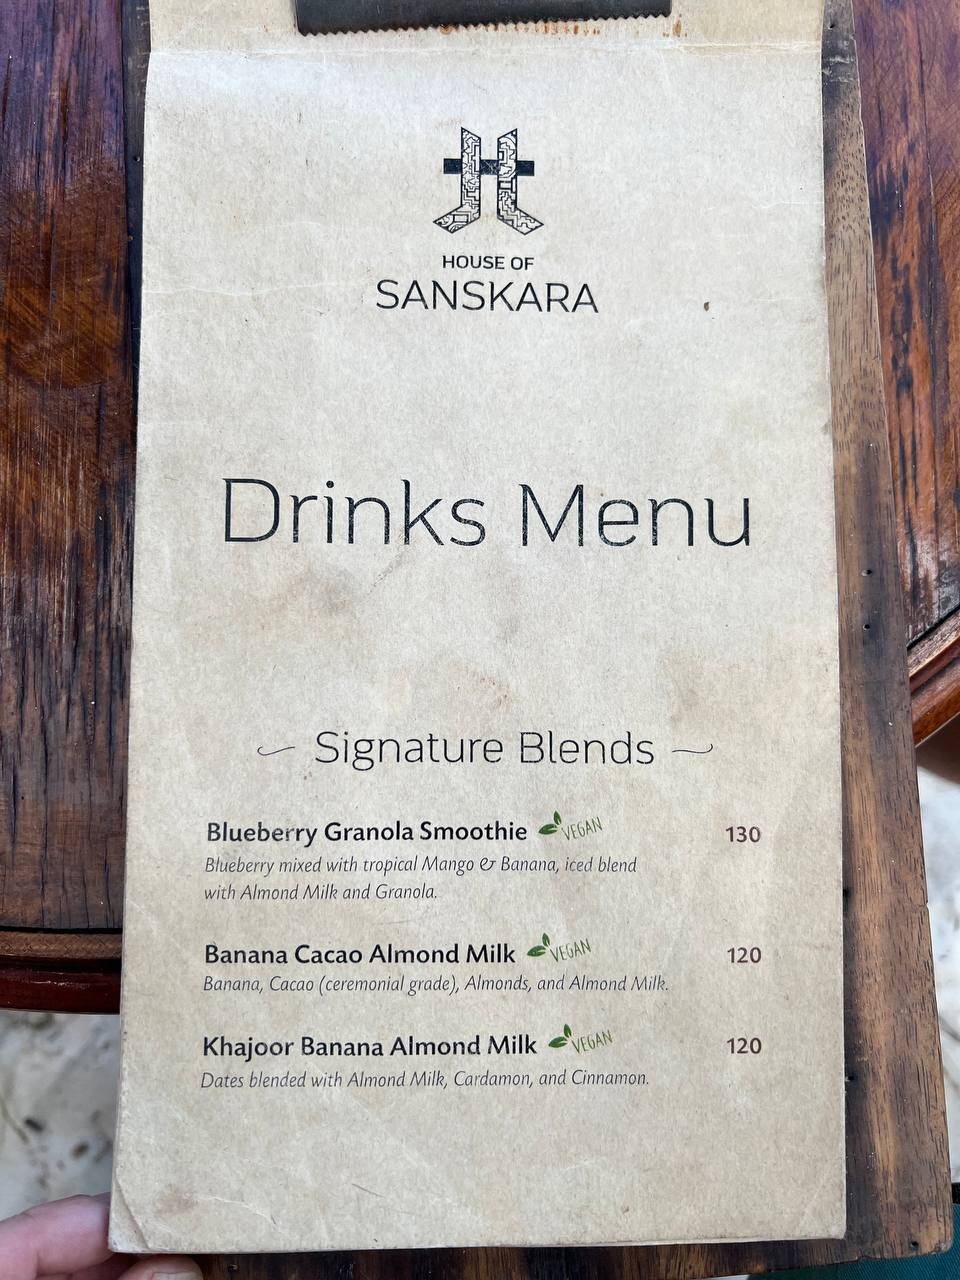 HOUSE OF
SANSKARA
Drinks Menu
Signature Blends
Blueberry Granola Smoothie VEGAN 130
Blueberry mixed with tropical Mango & Banana, iced blend
with Almond Milk and Granola.
Banana Cacao Almond Milk VEGAN 120
Banana, Cacao (ceremonial grade), Almonds, and Almond Milk.
Khajoor Banana Almond Milk VEGAN 120
Dates blended with Almond Milk, Cardamon, and Cinnamon.